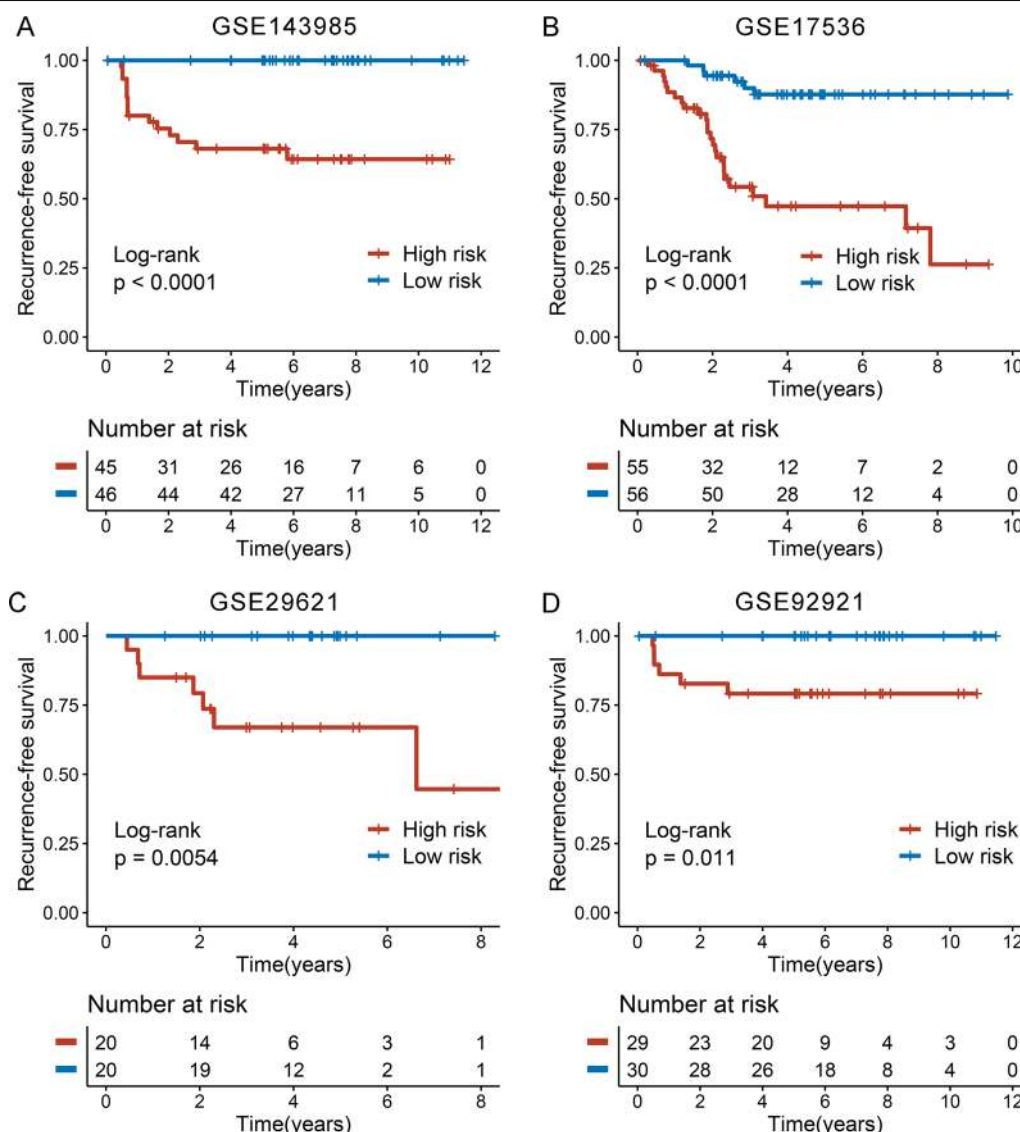 A
GSE143985
Recurrence-free survival
1.00
0.75
0.50
0.25
0.00
Log-rank
p < 0.0001
High risk
Low risk
0 2 4 6 8 10 12
Time(years)
Number at risk
45 31 26 16 7 6 0
46 44 42 27 11 5 0
0 2 4 6 8 10 12
Time(years)
B
GSE17536
Recurrence-free survival
1.00
0.75
0.50
0.25
0.00
Log-rank
p < 0.0001
High risk
Low risk
0 2 4 6 8 10
Time(years)
Number at risk
55 32 12 7 2 0
56 50 28 12 4 0
0 2 4 6 8 10
Time(years)
C
GSE29621
Recurrence-free survival
1.00
0.75
0.50
0.25
0.00
Log-rank
p = 0.0054
High risk
Low risk
0 2 4 6 8
Time(years)
Number at risk
20 14 6 3 1
20 19 12 2 1
0 2 4 6 8
Time(years)
D
GSE92921
Recurrence-free survival
1.00
0.75
0.50
0.25
0.00
Log-rank
p = 0.011
High risk
Low risk
0 2 4 6 8 10 12
Time(years)
Number at risk
29 23 20 9 4 3 0
30 28 26 18 8 4 0
0 2 4 6 8 10 12
Time(years)